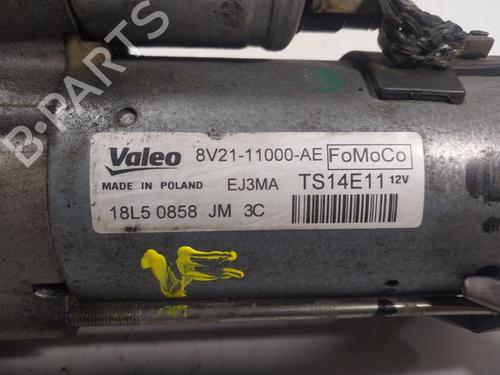 B-PARTS
Valeo 8V21-11000-AE FoMoCo
MADE IN POLAND EJ3MA TS14E11 12V
18L5 0858 JM 3C